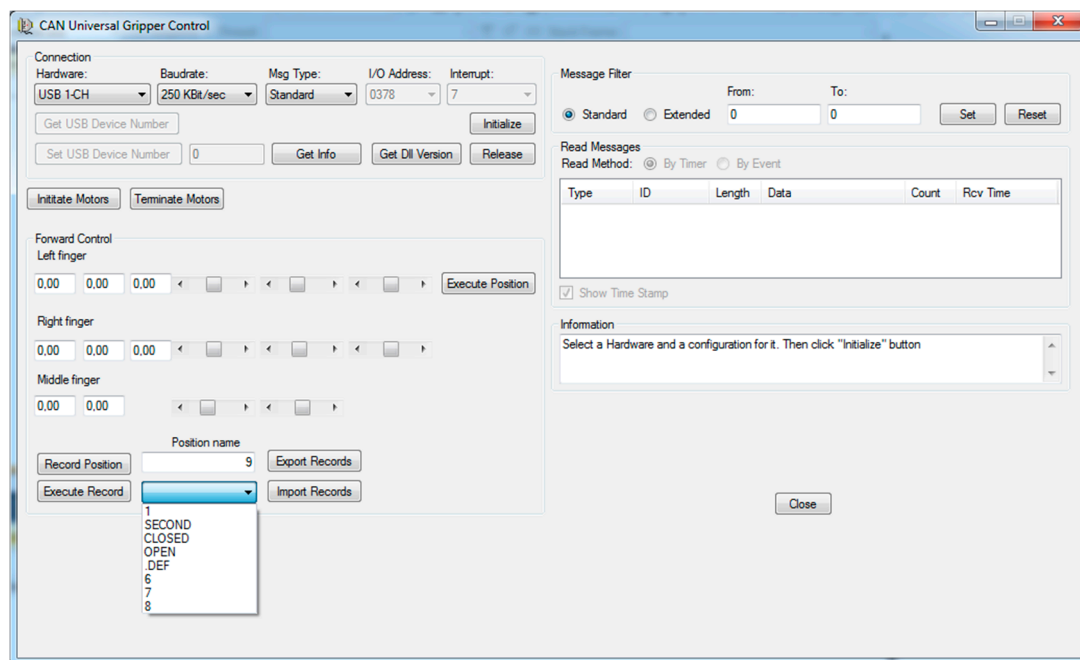 CAN Universal Gripper Control
Connection
Hardware: Baudrate: Msg Type: I/O Address: Interrupt:
USB 1-CH 250 KBit/sec Standard 0378 7
Get USB Device Number Initialize
Set USB Device Number 0 Get Info Get Dll Version Release
Inititate Motors Terminate Motors
Forward Control
Left finger
0,00 0,00 0,00 Execute Position
Right finger
0,00 0,00 0,00
Middle finger
0,00 0,00
Position name
Record Position 9 Export Records
Execute Record Import Records
1
SECOND
CLOSED
OPEN
.DEF
6
7
8
Message Filter
From: To:
Standard Extended 0 0 Set Reset
Read Messages
Read Method: By Timer By Event
Type ID Length Data Count Rcv Time
Show Time Stamp
Information
Select a Hardware and a configuration for it. Then click "Initialize" button
Close